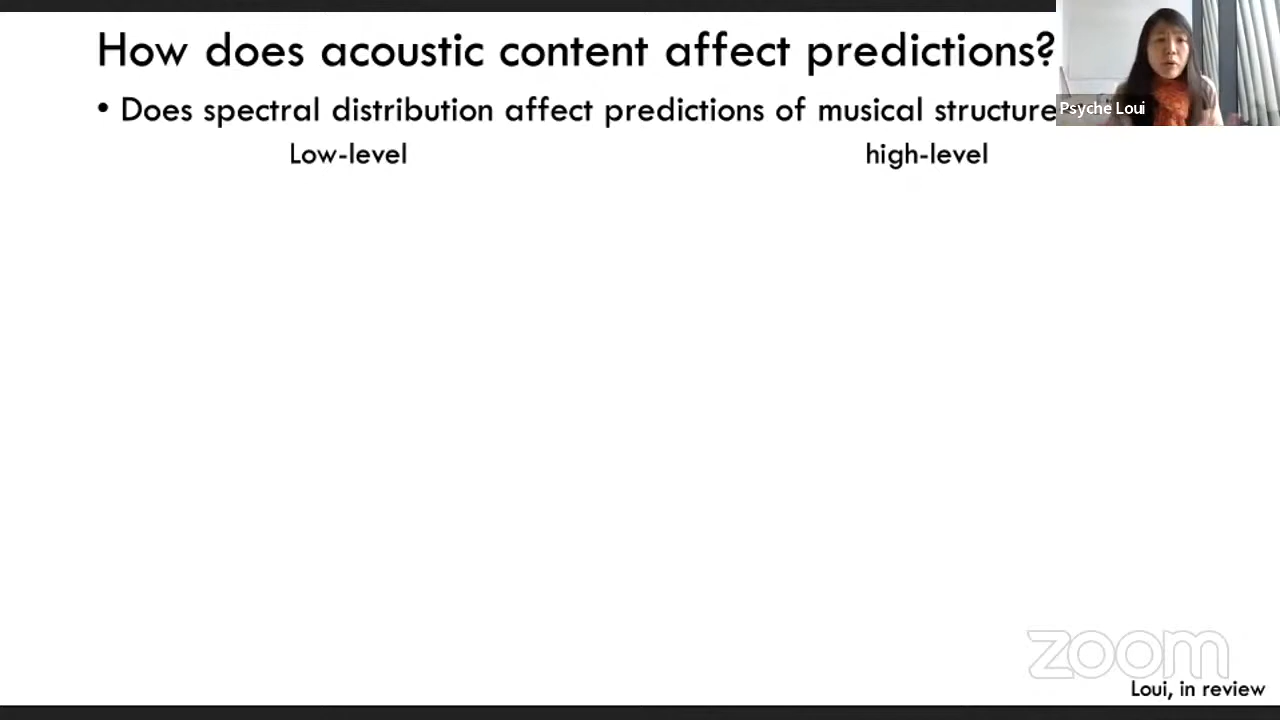 How does acoustic content affect predictions?
• Does spectral distribution affect predictions of musical structure
Low-level high-level
Psyche Loui
zoom
Loui, in review